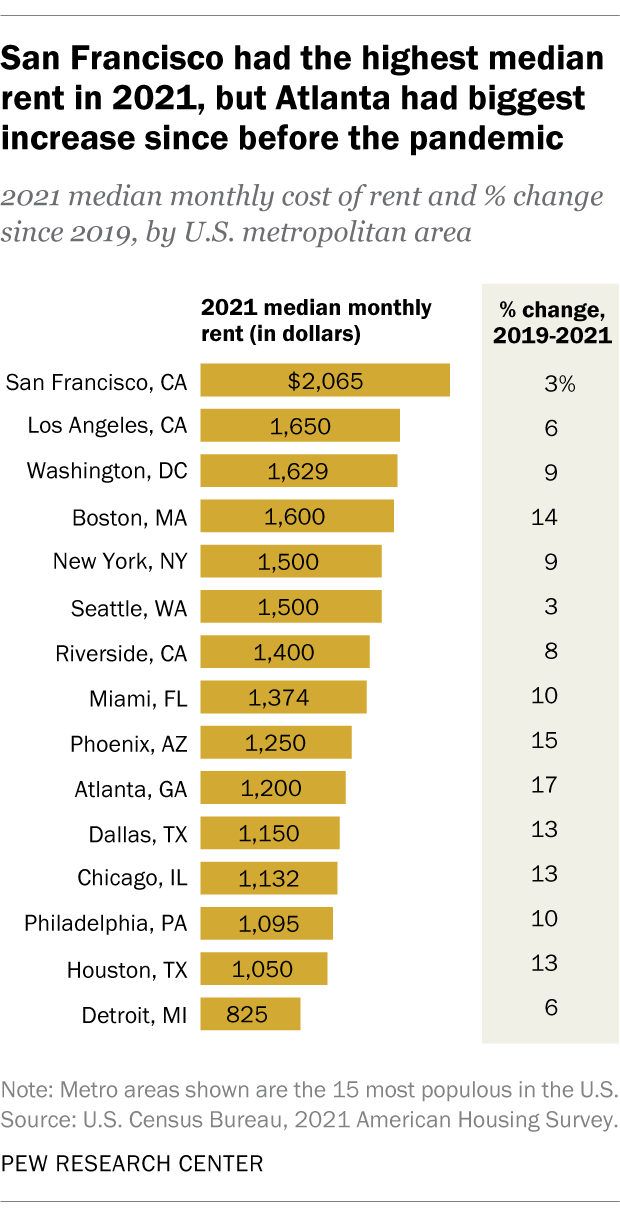 San Francisco had the highest median
rent in 2021, but Atlanta had biggest
increase since before the pandemic
2021 median monthly cost of rent and % change
since 2019, by U.S. metropolitan area
2021 median monthly
rent (in dollars)
% change,
2019-2021
San Francisco, CA $2,065 3%
Los Angeles, CA 1,650 6
Washington, DC 1,629 9
Boston, MA 1,600 14
New York, NY 1,500 9
Seattle, WA 1,500 3
Riverside, CA 1,400 8
Miami, FL 1,374 10
Phoenix, AZ 1,250 15
Atlanta, GA 1,200 17
Dallas, TX 1,150 13
Chicago, IL 1,132 13
Philadelphia, PA 1,095 10
Houston, TX 1,050 13
Detroit, MI 825 6
Note: Metro areas shown are the 15 most populous in the U.S.
Source: U.S. Census Bureau, 2021 American Housing Survey.
PEW RESEARCH CENTER